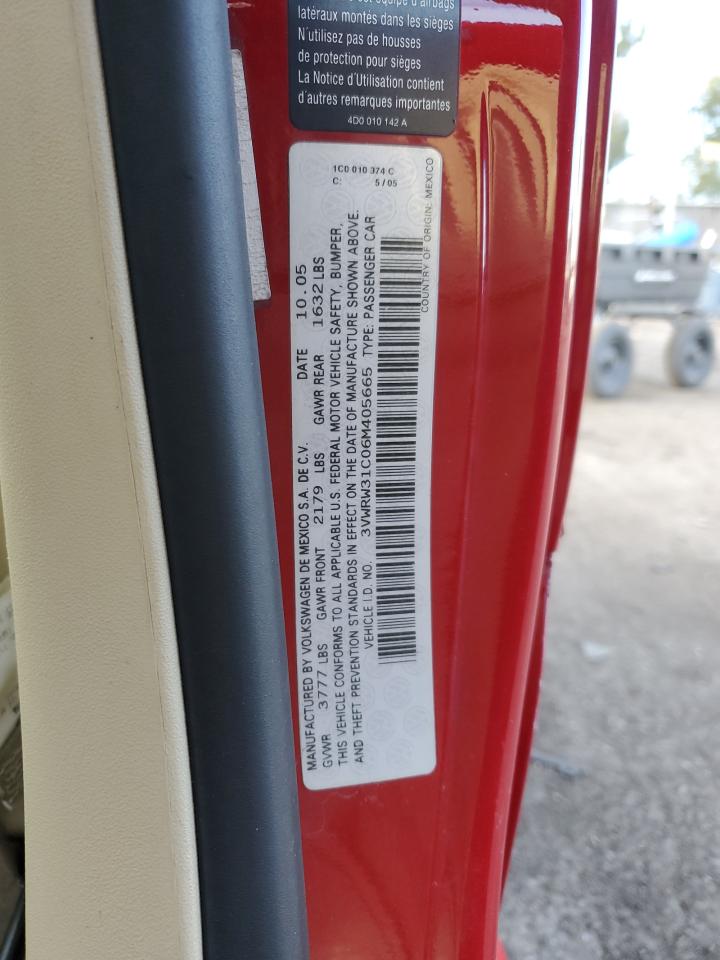 est équipé d'airbags
latéraux montés dans les sièges
N'utilisez pas de housses
de protection pour sièges
La Notice d'Utilisation contient
d'autres remarques importantes
4D0 010 142 A
1C0 010 374 C
C: 5/05
MANUFACTURED BY VOLKSWAGEN DE MEXICO S.A. DE C.V. DATE 10.05
GVWR 3777 LBS GAWR FRONT 2179 LBS GAWR REAR 1632 LBS
THIS VEHICLE CONFORMS TO ALL APPLICABLE U.S. FEDERAL MOTOR VEHICLE SAFETY, BUMPER,
AND THEFT PREVENTION STANDARDS IN EFFECT ON THE DATE OF MANUFACTURE SHOWN ABOVE.
VEHICLE I.D. NO. 3VWRW31C06M405665 TYPE: PASSENGER CAR
COUNTRY OF ORIGIN: MEXICO